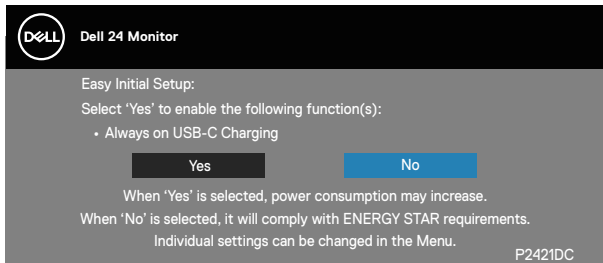 DELL
Dell 24 Monitor
Easy Initial Setup:
Select ‘Yes’ to enable the following function(s):
• Always on USB-C Charging
Yes
No
When ‘Yes’ is selected, power consumption may increase.
When ‘No’ is selected, it will comply with ENERGY STAR requirements.
Individual settings can be changed in the Menu.
P2421DC